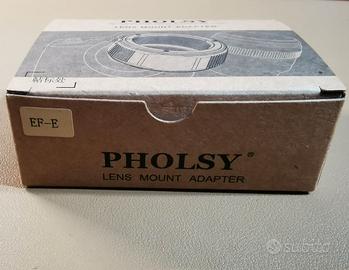 PHOLSY
LENS MOUNT ADAPTER
EF-E
PHOLSY®
LENS MOUNT ADAPTER
subito